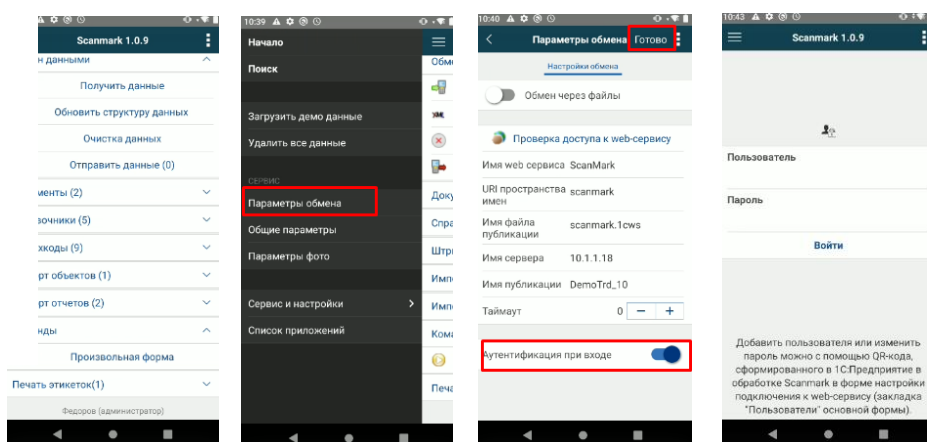 10:39
10:40
10:43
Scanmark 1.0.9
н данными
Получить данные
Обновить структуру данных
Очистка данных
Отправить данные (0)
менты (2)
вочники (5)
хкоды (9)
рт объектов (1)
рт отчетов (2)
нды
Произвольная форма
Печать этикеток(1)
Федоров (администратор)
Начало
Поиск
Загрузить демо данные
Удалить все данные
СЕРВИС
Параметры обмена
Общие параметры
Параметры фото
Сервис и настройки
Список приложений
Обм
XML
Доку
Спра
Штри
Имп
Имп
Кома
Печа
Параметры обмена
Готово
Настройки обмена
Обмен через файлы
Проверка доступа к web-сервису
Имя web сервиса ScanMark
URI пространства имен scanmark
Имя файла публикации scanmark.1cws
Имя сервера 10.1.1.18
Имя публикации DemoTrd_10
Таймаут 0 − +
Аутентификация при входе
Scanmark 1.0.9
Пользователь
Пароль
Войти
Добавить пользователя или изменить
пароль можно с помощью QR-кода,
сформированного в 1С:Предприятие в
обработке Scanmark в форме настройки
подключения к web-сервису (закладка
"Пользователи" основной формы).